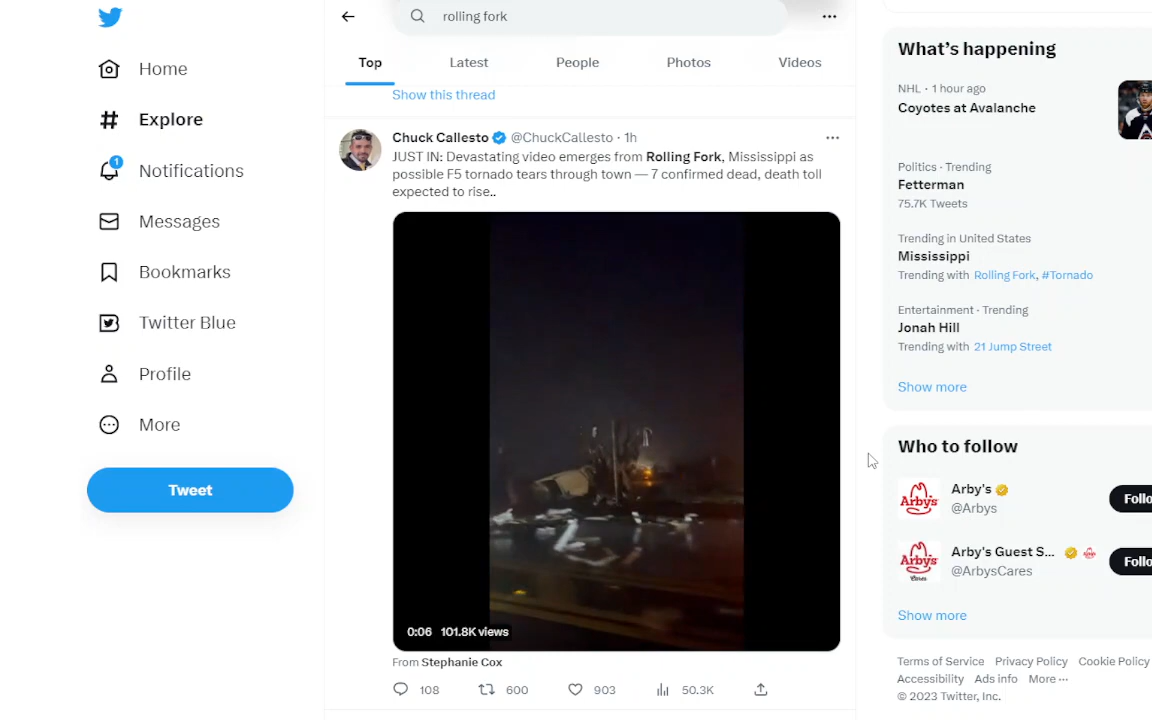 rolling fork
Top
Latest
People
Photos
Videos
Home
Explore
1
Notifications
Messages
Bookmarks
Twitter Blue
Profile
More
Tweet
Show this thread
Chuck Callesto @ChuckCallesto · 1h
JUST IN: Devastating video emerges from Rolling Fork, Mississippi as
possible F5 tornado tears through town — 7 confirmed dead, death toll
expected to rise..
0:06 101.8K views
From Stephanie Cox
108
600
903
50.3K
What's happening
NHL · 1 hour ago
Coyotes at Avalanche
Politics · Trending
Fetterman
75.7K Tweets
Trending in United States
Mississippi
Trending with Rolling Fork, #Tornado
Entertainment · Trending
Jonah Hill
Trending with 21 Jump Street
Show more
Who to follow
Arby's
Arby's
@Arbys
Follo
Arby's
Cares
Arby's Guest S...
@ArbysCares
Follo
Show more
Terms of Service Privacy Policy Cookie Policy
Accessibility Ads info More ···
© 2023 Twitter, Inc.